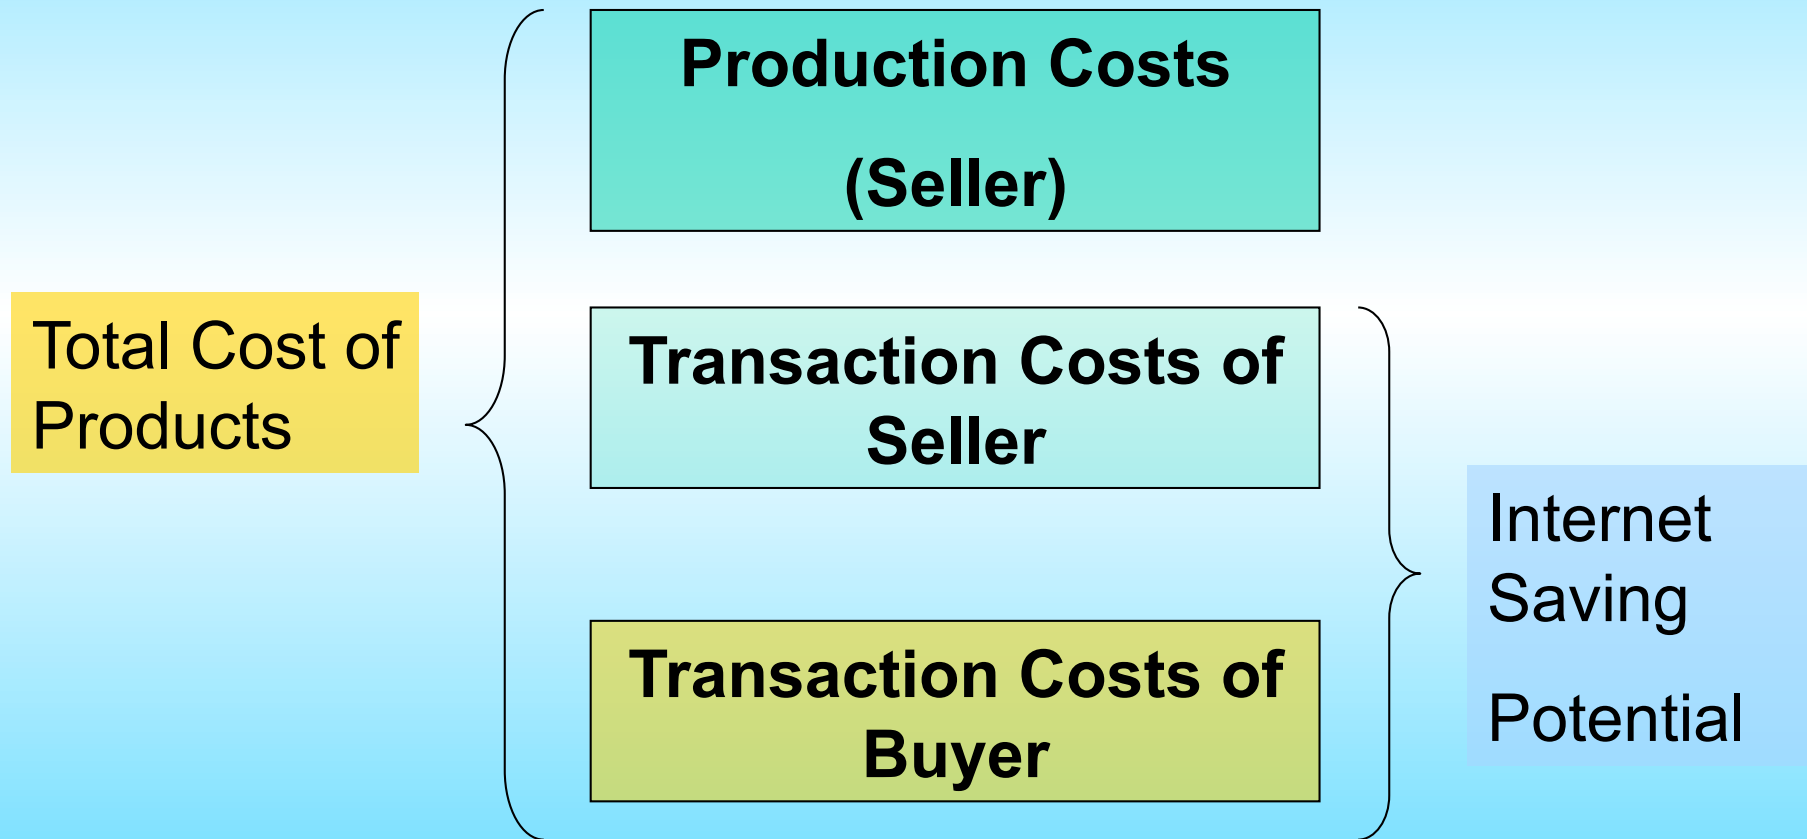 Production Costs
(Seller)
Total Cost of
Products
Transaction Costs of
Seller
Transaction Costs of
Buyer
Internet
Saving
Potential